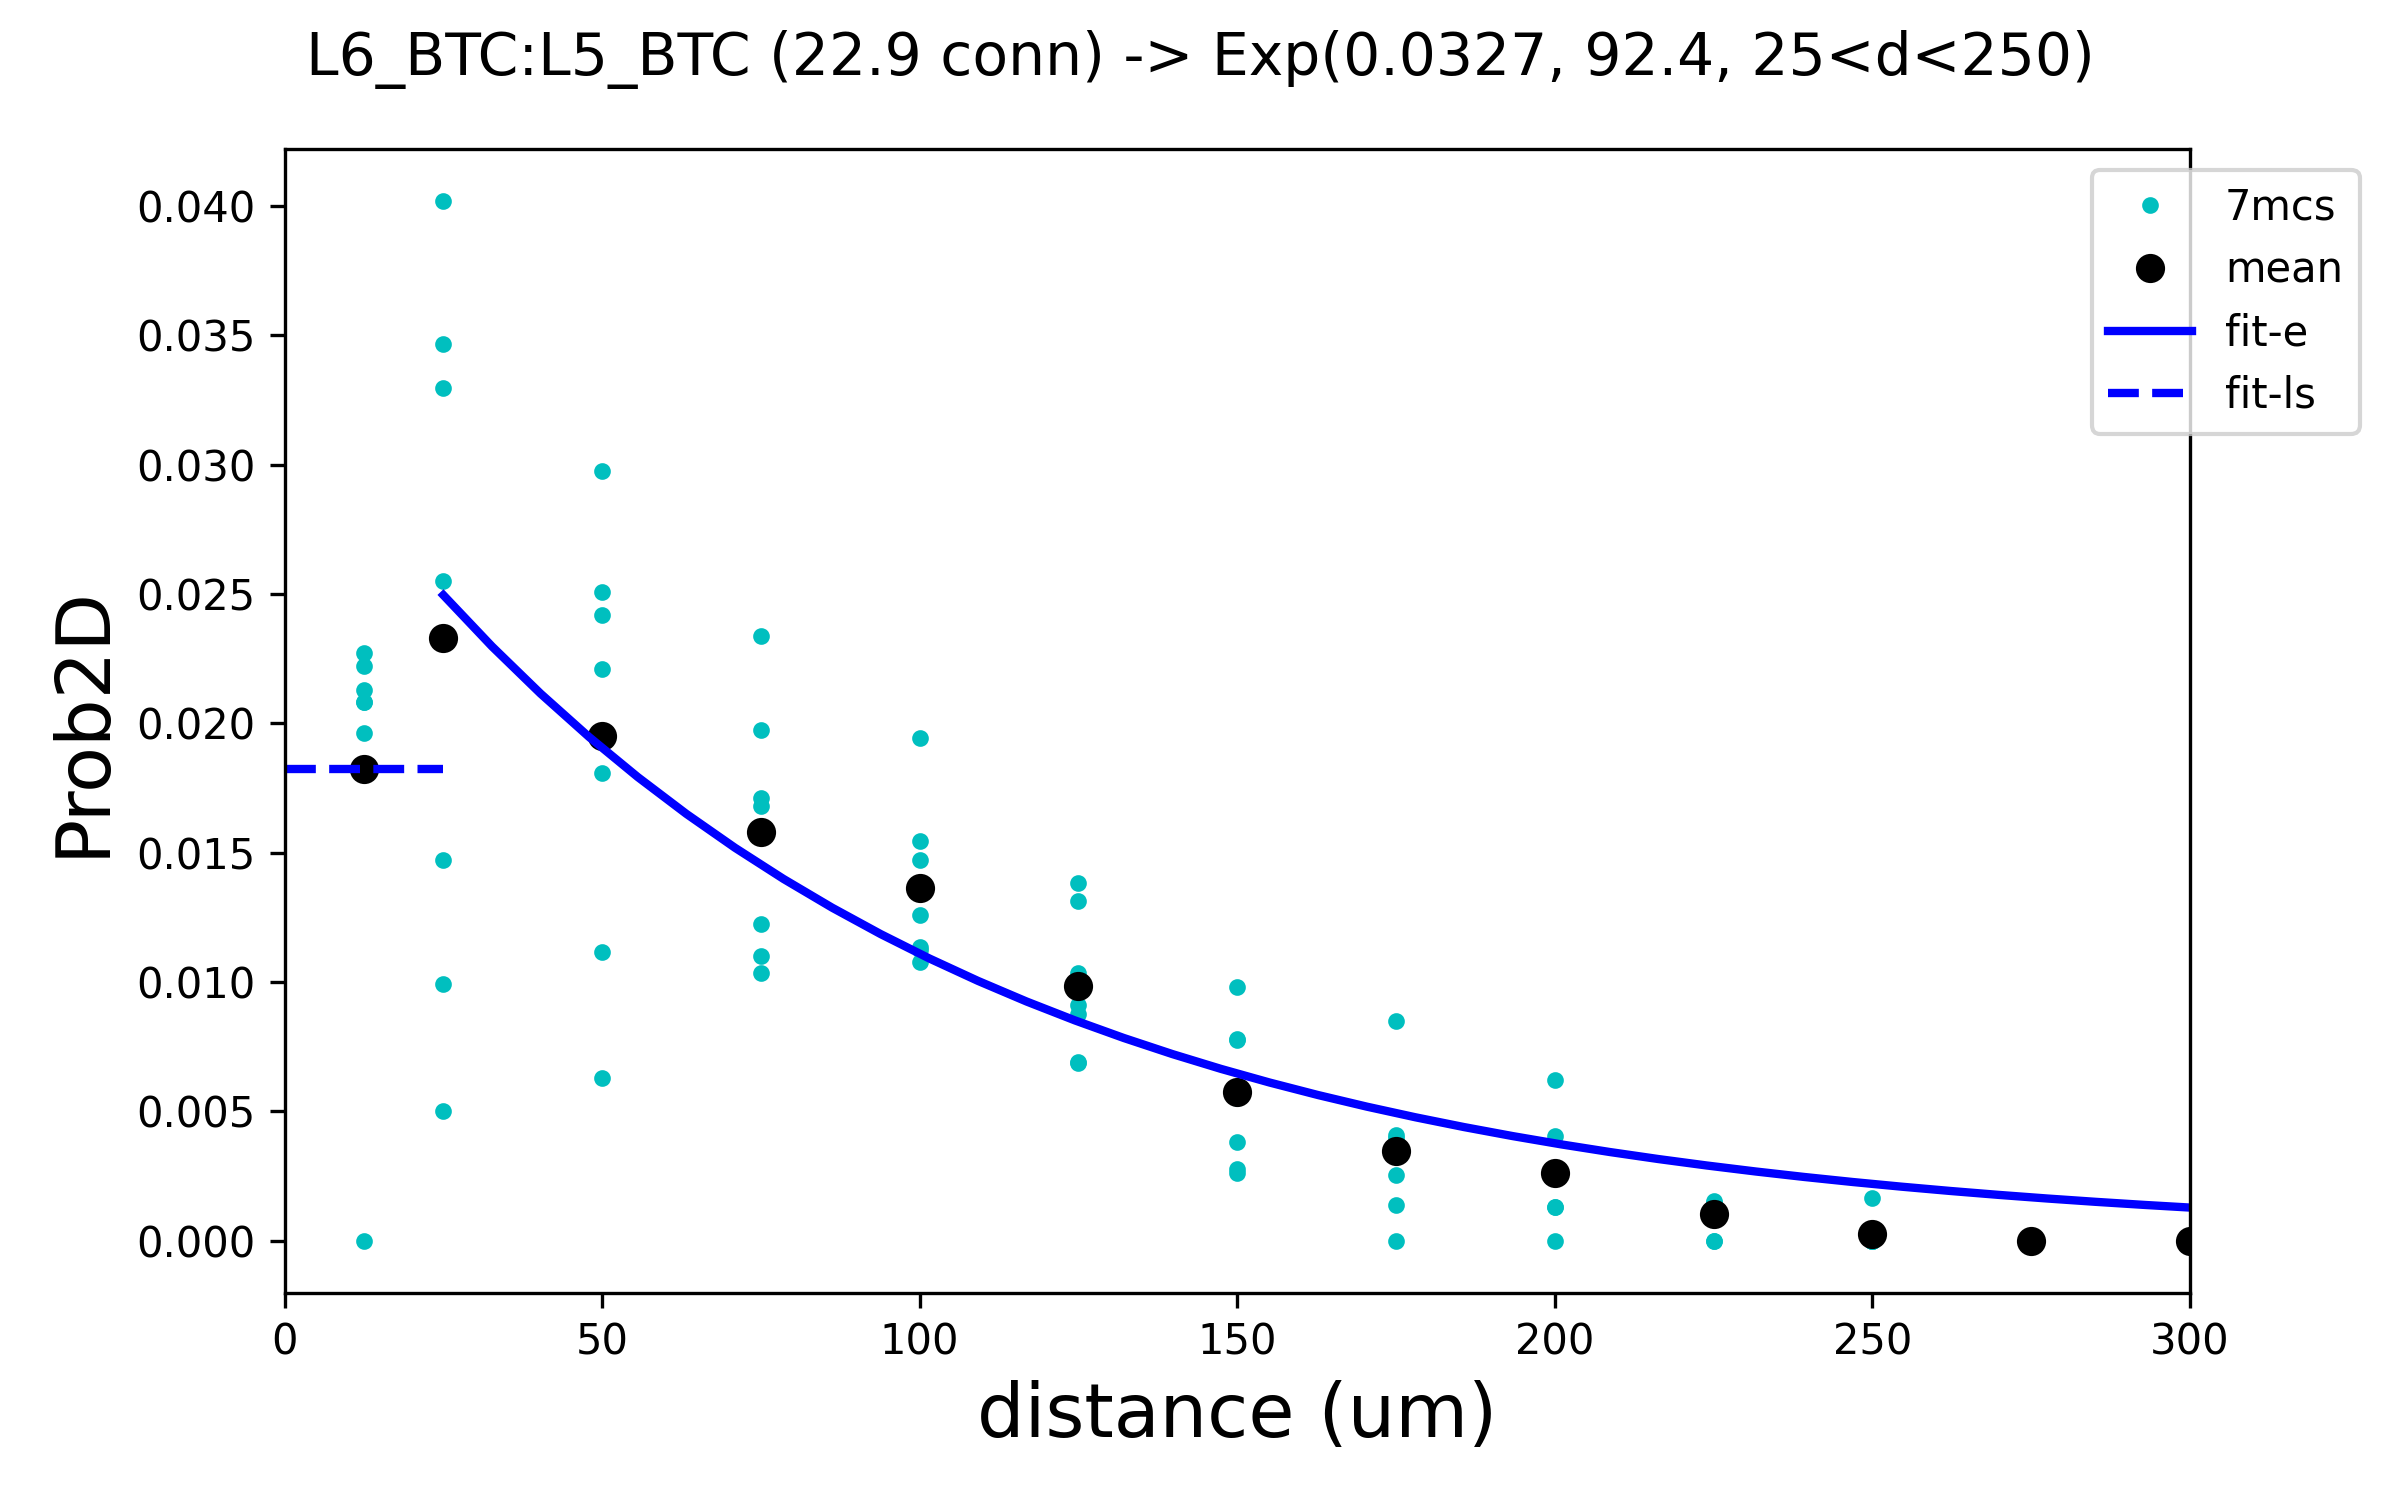 L6_BTC:L5_BTC (22.9 conn) -> Exp(0.0327, 92.4, 25<d<250)
7mcs
mean
fit-e
fit-ls
Prob2D
0.040
0.035
0.030
0.025
0.020
0.015
0.010
0.005
0.000
0 50 100 150 200 250 300
distance (um)